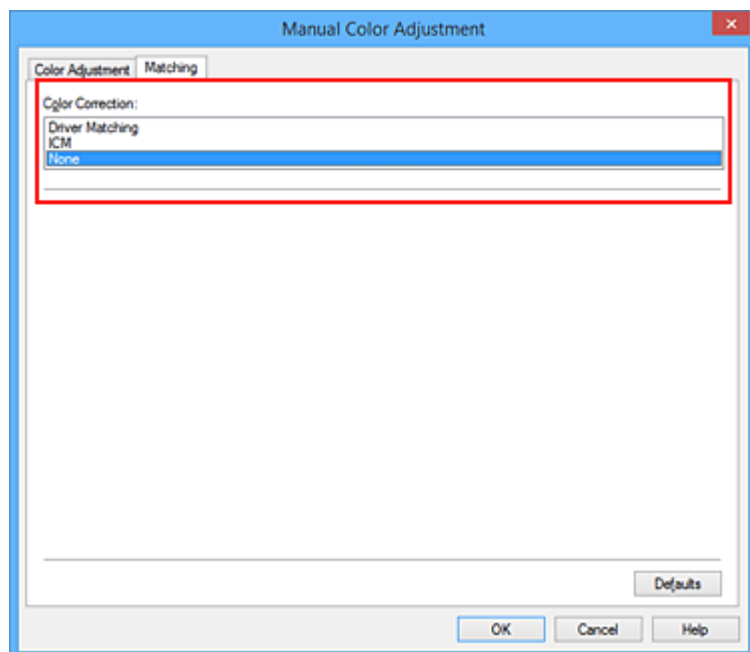 Manual Color Adjustment
Color Adjustment Matching
Color Correction:
Driver Matching
ICM
None
Defaults
OK Cancel Help